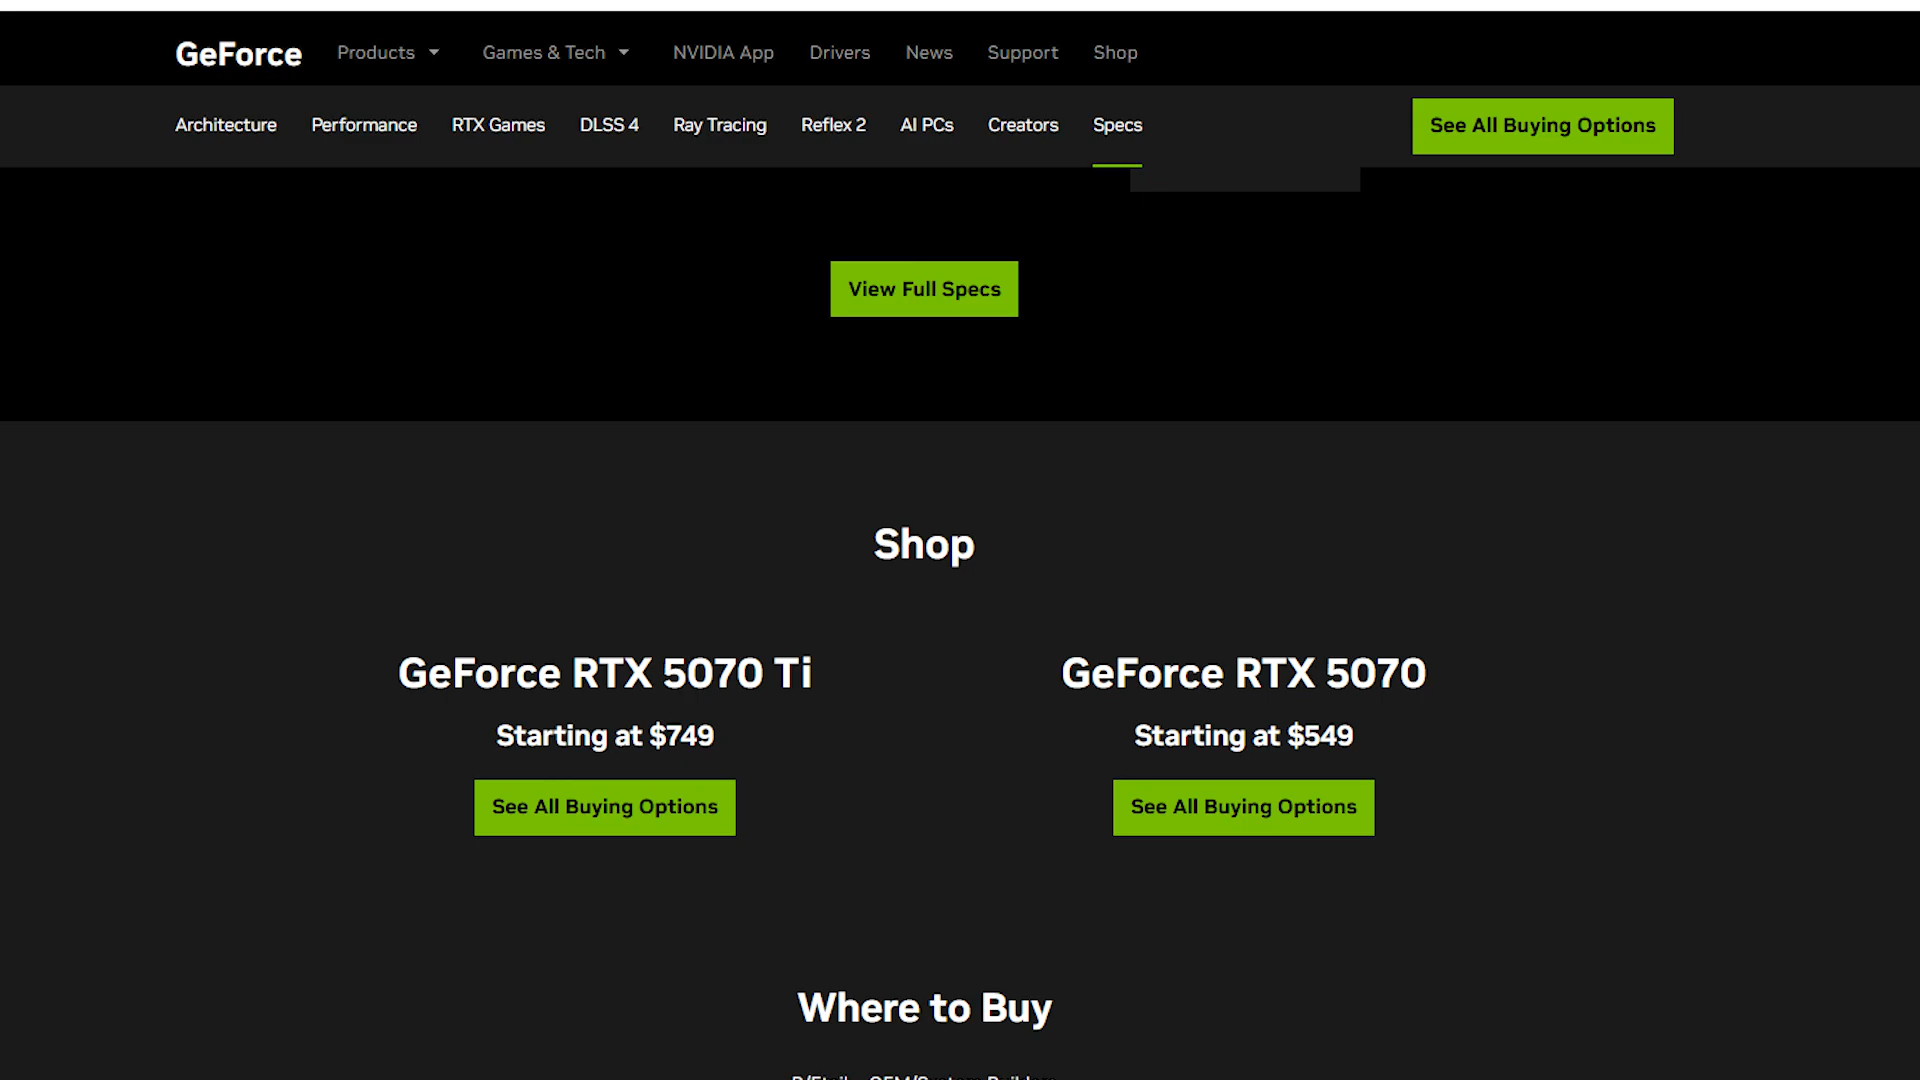 GeForce Products Games & Tech NVIDIA App Drivers News Support Shop
Architecture Performance RTX Games DLSS 4 Ray Tracing Reflex 2 AI PCs Creators Specs See All Buying Options
View Full Specs
Shop
GeForce RTX 5070 Ti
Starting at $749
See All Buying Options
GeForce RTX 5070
Starting at $549
See All Buying Options
Where to Buy